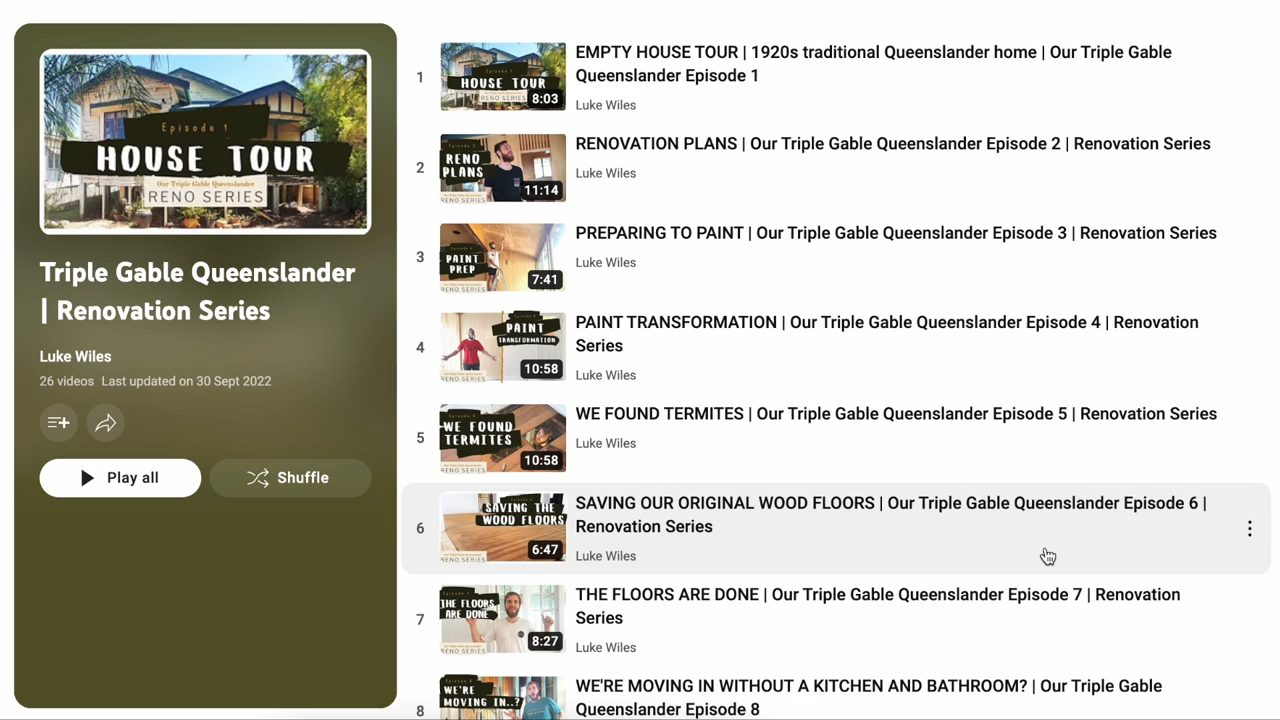 Episode 1
HOUSE TOUR
Our Triple Gable Queenslander
RENO SERIES
Triple Gable Queenslander
| Renovation Series
Luke Wiles
26 videos Last updated on 30 Sept 2022
Play all
Shuffle
1
HOUSE TOUR
RENO SERIES
8:03
EMPTY HOUSE TOUR | 1920s traditional Queenslander home | Our Triple Gable
Queenslander Episode 1
Luke Wiles
2
RENO
PLANS
RENO SERIES
11:14
RENOVATION PLANS | Our Triple Gable Queenslander Episode 2 | Renovation Series
Luke Wiles
3
PAINT
PREP
RENO SERIES
7:41
PREPARING TO PAINT | Our Triple Gable Queenslander Episode 3 | Renovation Series
Luke Wiles
4
PAINT
TRANSFORMATION
RENO SERIES
10:58
PAINT TRANSFORMATION | Our Triple Gable Queenslander Episode 4 | Renovation
Series
Luke Wiles
5
WE FOUND
TERMITES
RENO SERIES
10:58
WE FOUND TERMITES | Our Triple Gable Queenslander Episode 5 | Renovation Series
Luke Wiles
6
SAVING THE
WOOD FLOORS
RENO SERIES
6:47
SAVING OUR ORIGINAL WOOD FLOORS | Our Triple Gable Queenslander Episode 6 |
Renovation Series
Luke Wiles
7
THE FLOORS
ARE DONE
RENO SERIES
8:27
THE FLOORS ARE DONE | Our Triple Gable Queenslander Episode 7 | Renovation
Series
Luke Wiles
8
WE'RE
MOVING IN..?
WE'RE MOVING IN WITHOUT A KITCHEN AND BATHROOM? | Our Triple Gable
Queenslander Episode 8